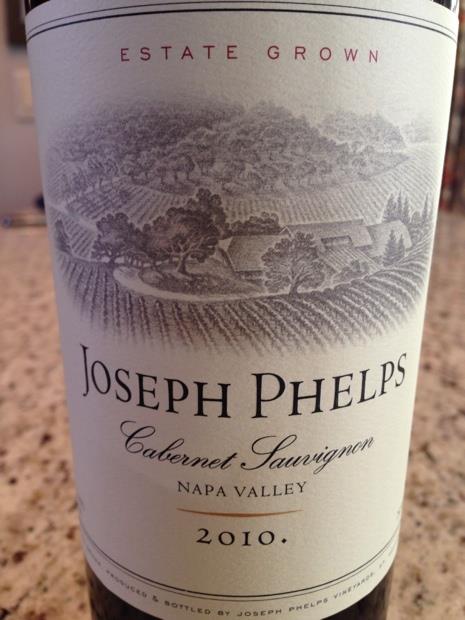 ESTATE GROWN
JOSEPH PHELPS
Cabernet Sauvignon
NAPA VALLEY
2010.
PRODUCED & BOTTLED BY JOSEPH PHELPS VINEYARDS,